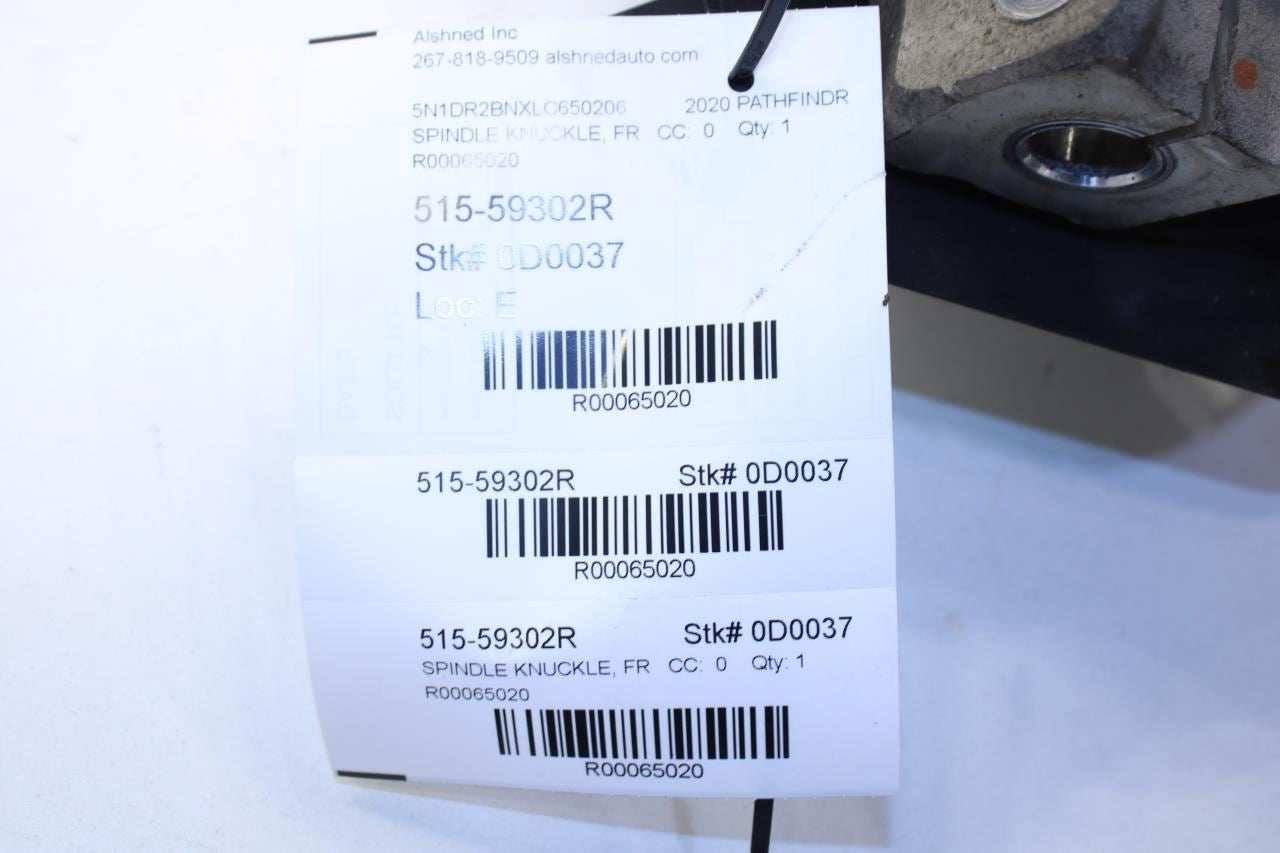 Alshned Inc
267-818-9509 alshnedauto.com
5N1DR2BNXLC650206 2020 PATHFINDR
SPINDLE KNUCKLE, FR CC: 0 Qty: 1
R00065020
515-59302R
Stk# 0D0037
Loc: E
R00065020
515-59302R Stk# 0D0037
R00065020
515-59302R Stk# 0D0037
SPINDLE KNUCKLE, FR CC: 0 Qty: 1
R00065020
R00065020